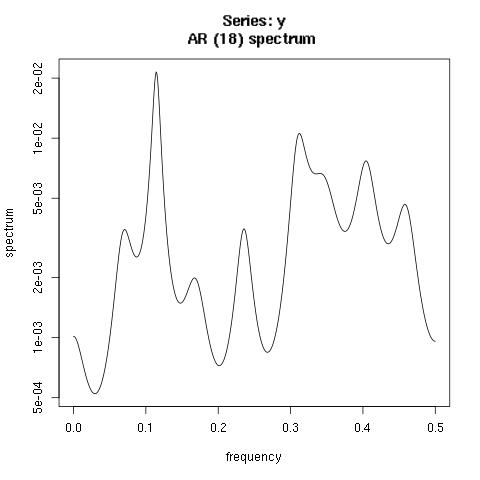 Series: y
AR (18) spectrum
spectrum
2e-02
1e-02
5e-03
2e-03
1e-03
5e-04
0.0 0.1 0.2 0.3 0.4 0.5
frequency